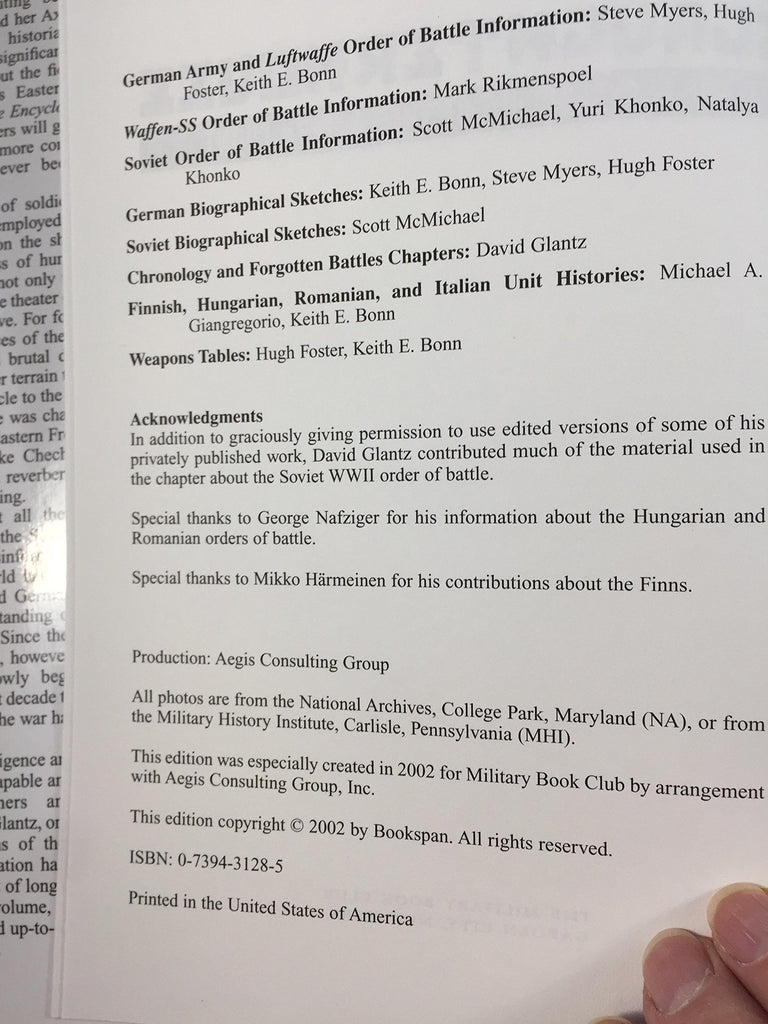 German Army and Luftwaffe Order of Battle Information: Steve Myers, Hugh
Foster, Keith E. Bonn
Waffen-SS Order of Battle Information: Mark Rikmenspoel
Soviet Order of Battle Information: Scott McMichael, Yuri Khonko, Natalya
Khonko
German Biographical Sketches: Keith E. Bonn, Steve Myers, Hugh Foster
Soviet Biographical Sketches: Scott McMichael
Chronology and Forgotten Battles Chapters: David Glantz
Finnish, Hungarian, Romanian, and Italian Unit Histories: Michael A.
Giangregorio, Keith E. Bonn
Weapons Tables: Hugh Foster, Keith E. Bonn
Acknowledgments
In addition to graciously giving permission to use edited versions of some of his
privately published work, David Glantz contributed much of the material used in
the chapter about the Soviet WWII order of battle.
Special thanks to George Nafziger for his information about the Hungarian and
Romanian orders of battle.
Special thanks to Mikko Härmeinen for his contributions about the Finns.
Production: Aegis Consulting Group
All photos are from the National Archives, College Park, Maryland (NA), or from
the Military History Institute, Carlisle, Pennsylvania (MHI).
This edition was especially created in 2002 for Military Book Club by arrangement
with Aegis Consulting Group, Inc.
This edition copyright © 2002 by Bookspan. All rights reserved.
ISBN: 0-7394-3128-5
Printed in the United States of America